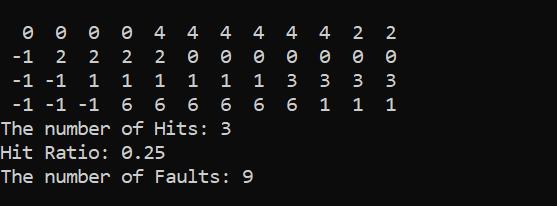 0 0 0 0 4 4 4 4 4 4 2 2
-1 2 2 2 2 0 0 0 0 0 0 0
-1 -1 1 1 1 1 1 1 3 3 3 3
-1 -1 -1 6 6 6 6 6 6 1 1 1
The number of Hits: 3
Hit Ratio: 0.25
The number of Faults: 9